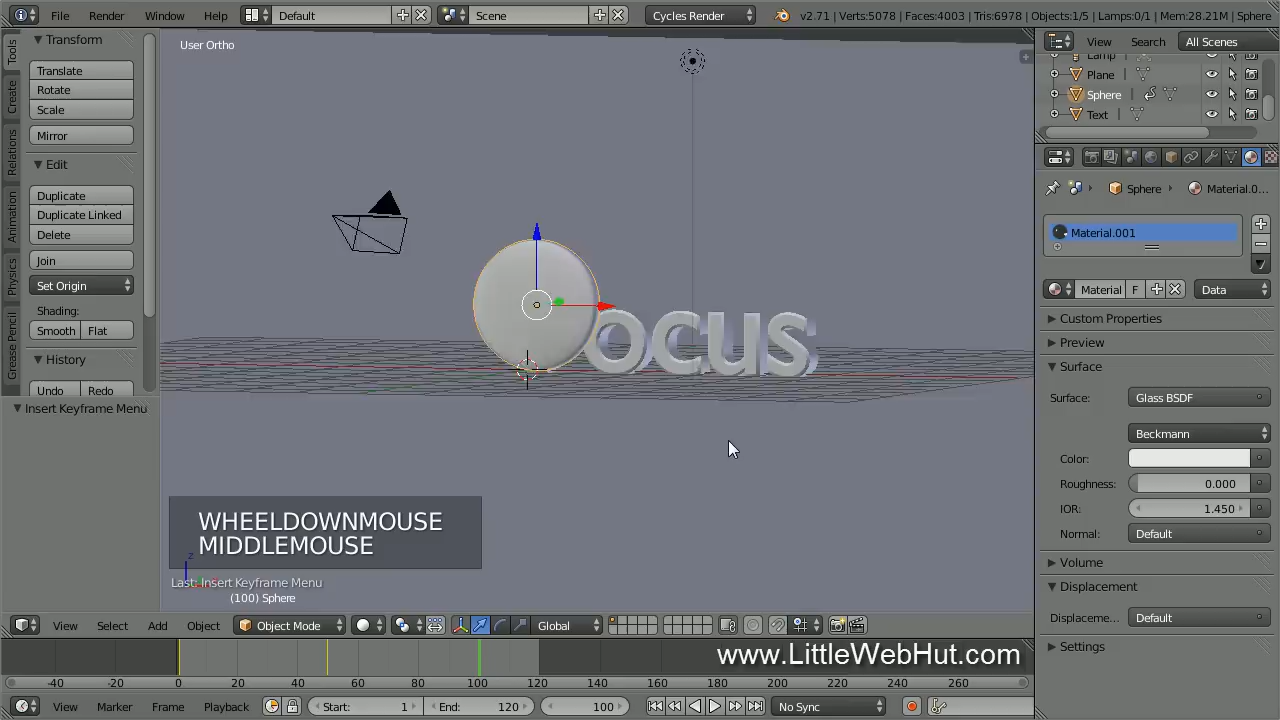 File Render Window Help Default Scene Cycles Render v2.71 | Verts:5078 | Faces:4003 | Tris:6978 | Objects:1/5 | Lamps:0/1 | Mem:28.21M | Sphere
Tools
Create
Relations
Animation
Physics
Grease Pencil
Transform
Translate
Rotate
Scale
Mirror
Edit
Duplicate
Duplicate Linked
Delete
Join
Set Origin
Shading:
Smooth Flat
History
Undo Redo
Insert Keyframe Menu
User Ortho
OCUS
WHEELDOWNMOUSE
MIDDLEMOUSE
z
Last: Insert Keyframe Menu
(100) Sphere
View Search All Scenes
Lamp
Plane
Sphere
Text
Sphere Material.0...
Material.001
Material F Data
Custom Properties
Preview
Surface
Surface: Glass BSDF
Beckmann
Color:
Roughness: 0.000
IOR: 1.450
Normal: Default
Volume
Displacement
Displaceme... Default
Settings
View Select Add Object Object Mode Global
www.LittleWebHut.com
-40 -20 0 20 40 60 80 100 120 140 160 180 200 220 240 260
View Marker Frame Playback Start: 1 End: 120 100 No Sync